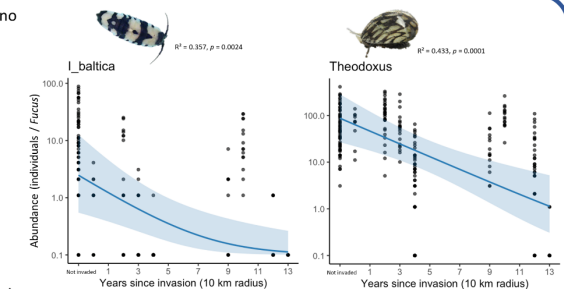 no
R² = 0.357, p = 0.0024
R² = 0.433, p = 0.0001
I_baltica
Theodoxus
Abundance (individuals / Fucus)
100.0
10.0
1.0
0.1
Not invaded
1
3
5
7
9
11
13
Years since invasion (10 km radius)
100.0
10.0
1.0
0.1
Not invaded
1
3
5
7
9
11
13
Years since invasion (10 km radius)